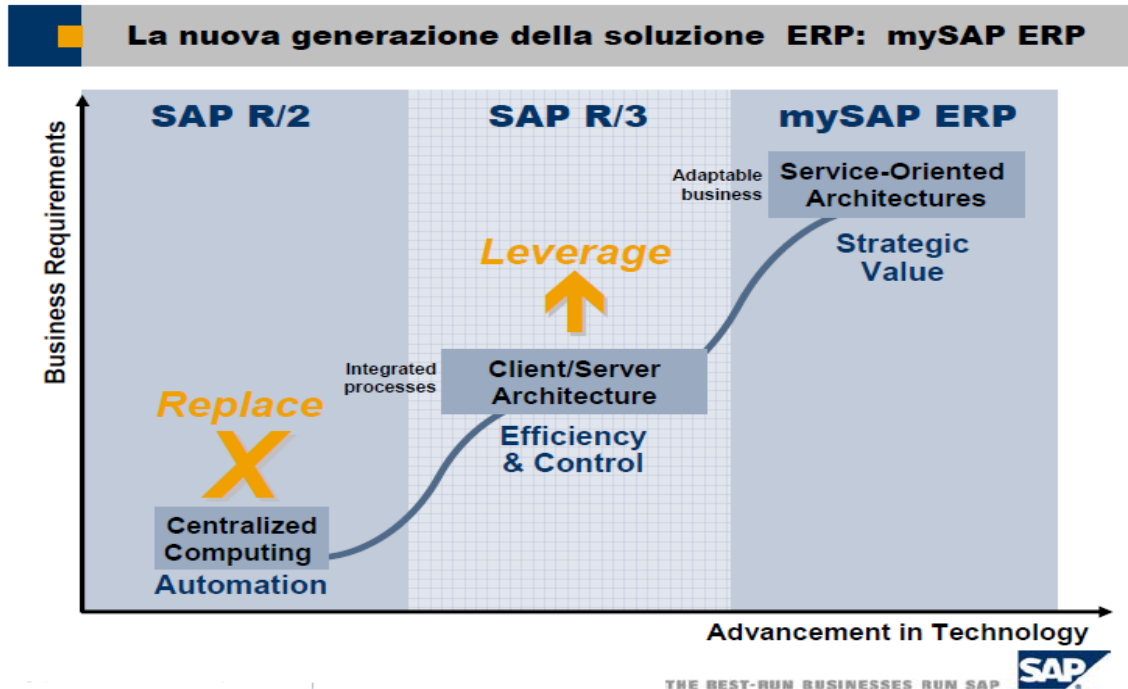 La nuova generazione della soluzione ERP: mySAP ERP
Business Requirements
SAP R/2
SAP R/3
mySAP ERP
Adaptable
business
Service-Oriented
Architectures
Strategic
Value
Leverage
Integrated
processes
Client/Server
Architecture
Efficiency
& Control
Replace
X
Centralized
Computing
Automation
Advancement in Technology
THE BEST-RUN BUSINESSES RUN SAP
SAP